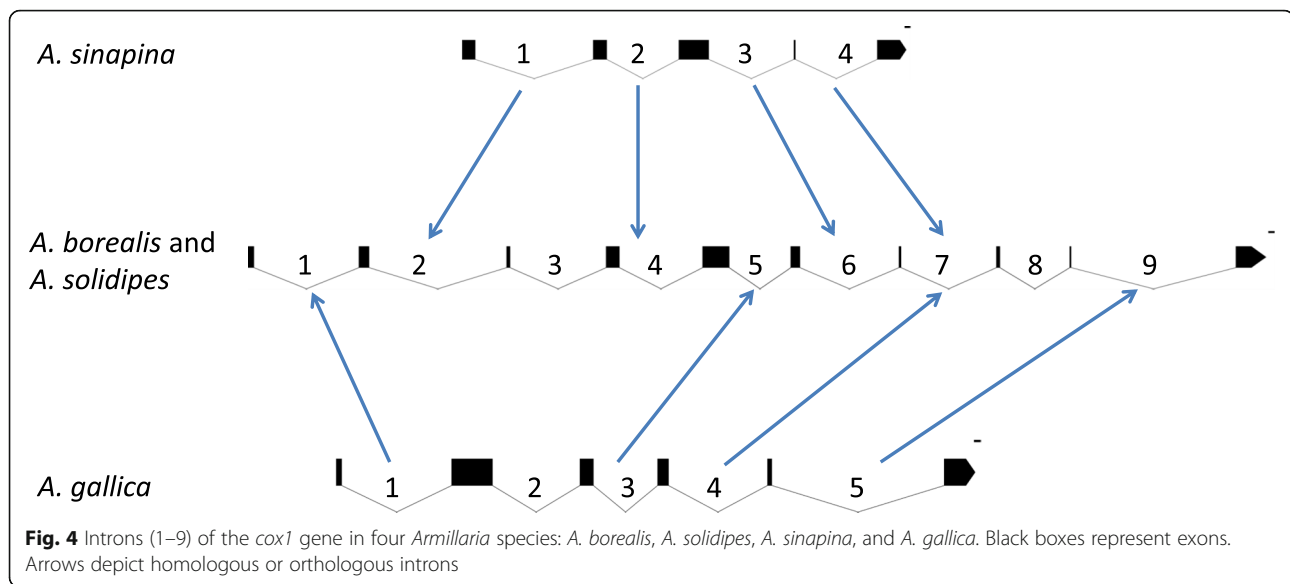 -
A. sinapina 1 2 3 4
-
A. borealis and
A. solidipes 1 2 3 4 5 6 7 8 9
-
A. gallica 1 2 3 4 5
Fig. 4 Introns (1–9) of the cox1 gene in four Armillaria species: A. borealis, A. solidipes, A. sinapina, and A. gallica. Black boxes represent exons.
Arrows depict homologous or orthologous introns